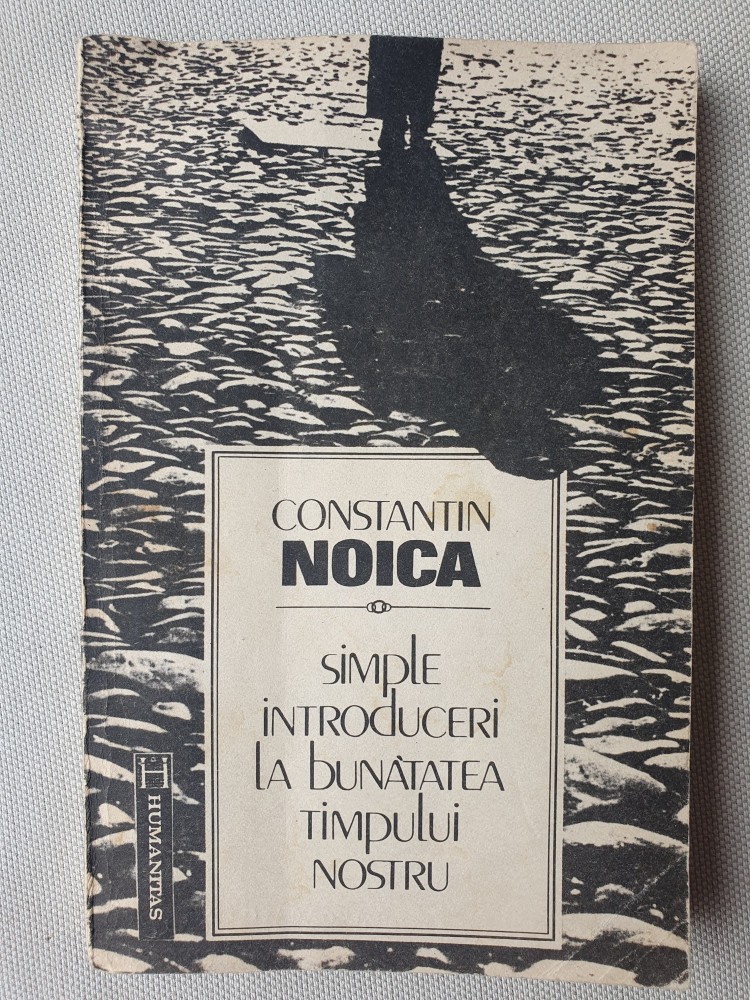 CONSTANTIN
NOICA
simple
introduceri
la bunătatea
timpului
nostru
HUMANITAS